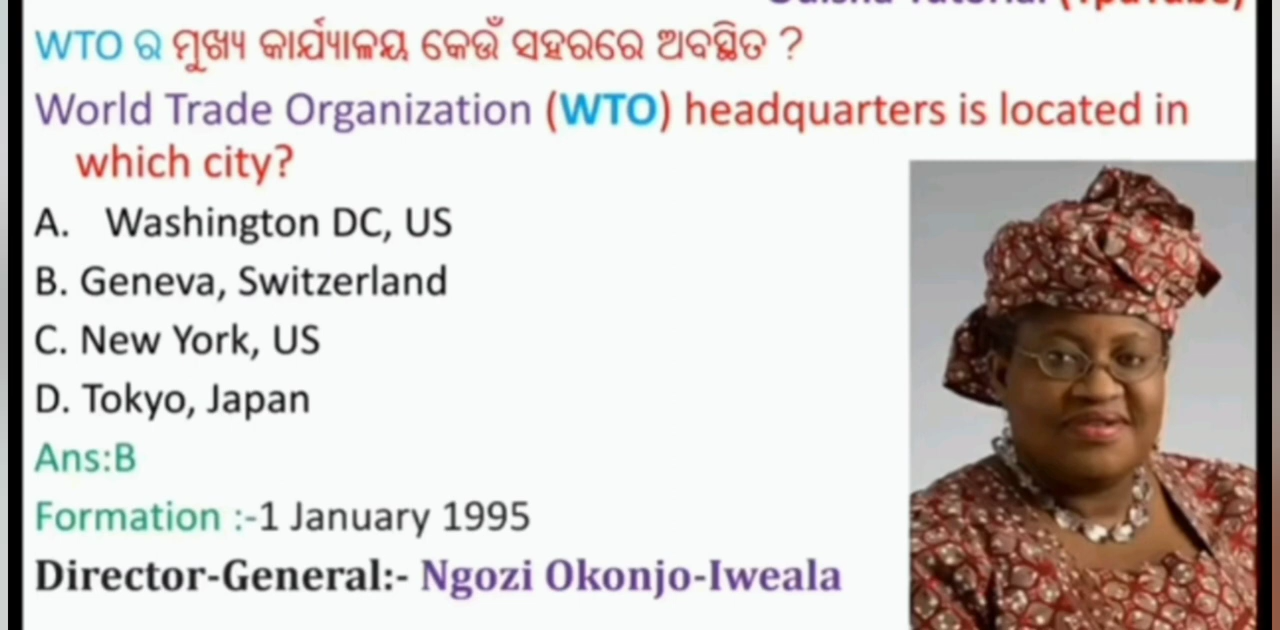 WTO ର ମୁଖ୍ୟ କାର୍ଯ୍ୟାଳୟ କେଉଁ ସହରରେ ଅବସ୍ଥିତ ?
World Trade Organization (WTO) headquarters is located in
which city?
A. Washington DC, US
B. Geneva, Switzerland
C. New York, US
D. Tokyo, Japan
Ans:B
Formation :-1 January 1995
Director-General:- Ngozi Okonjo-Iweala